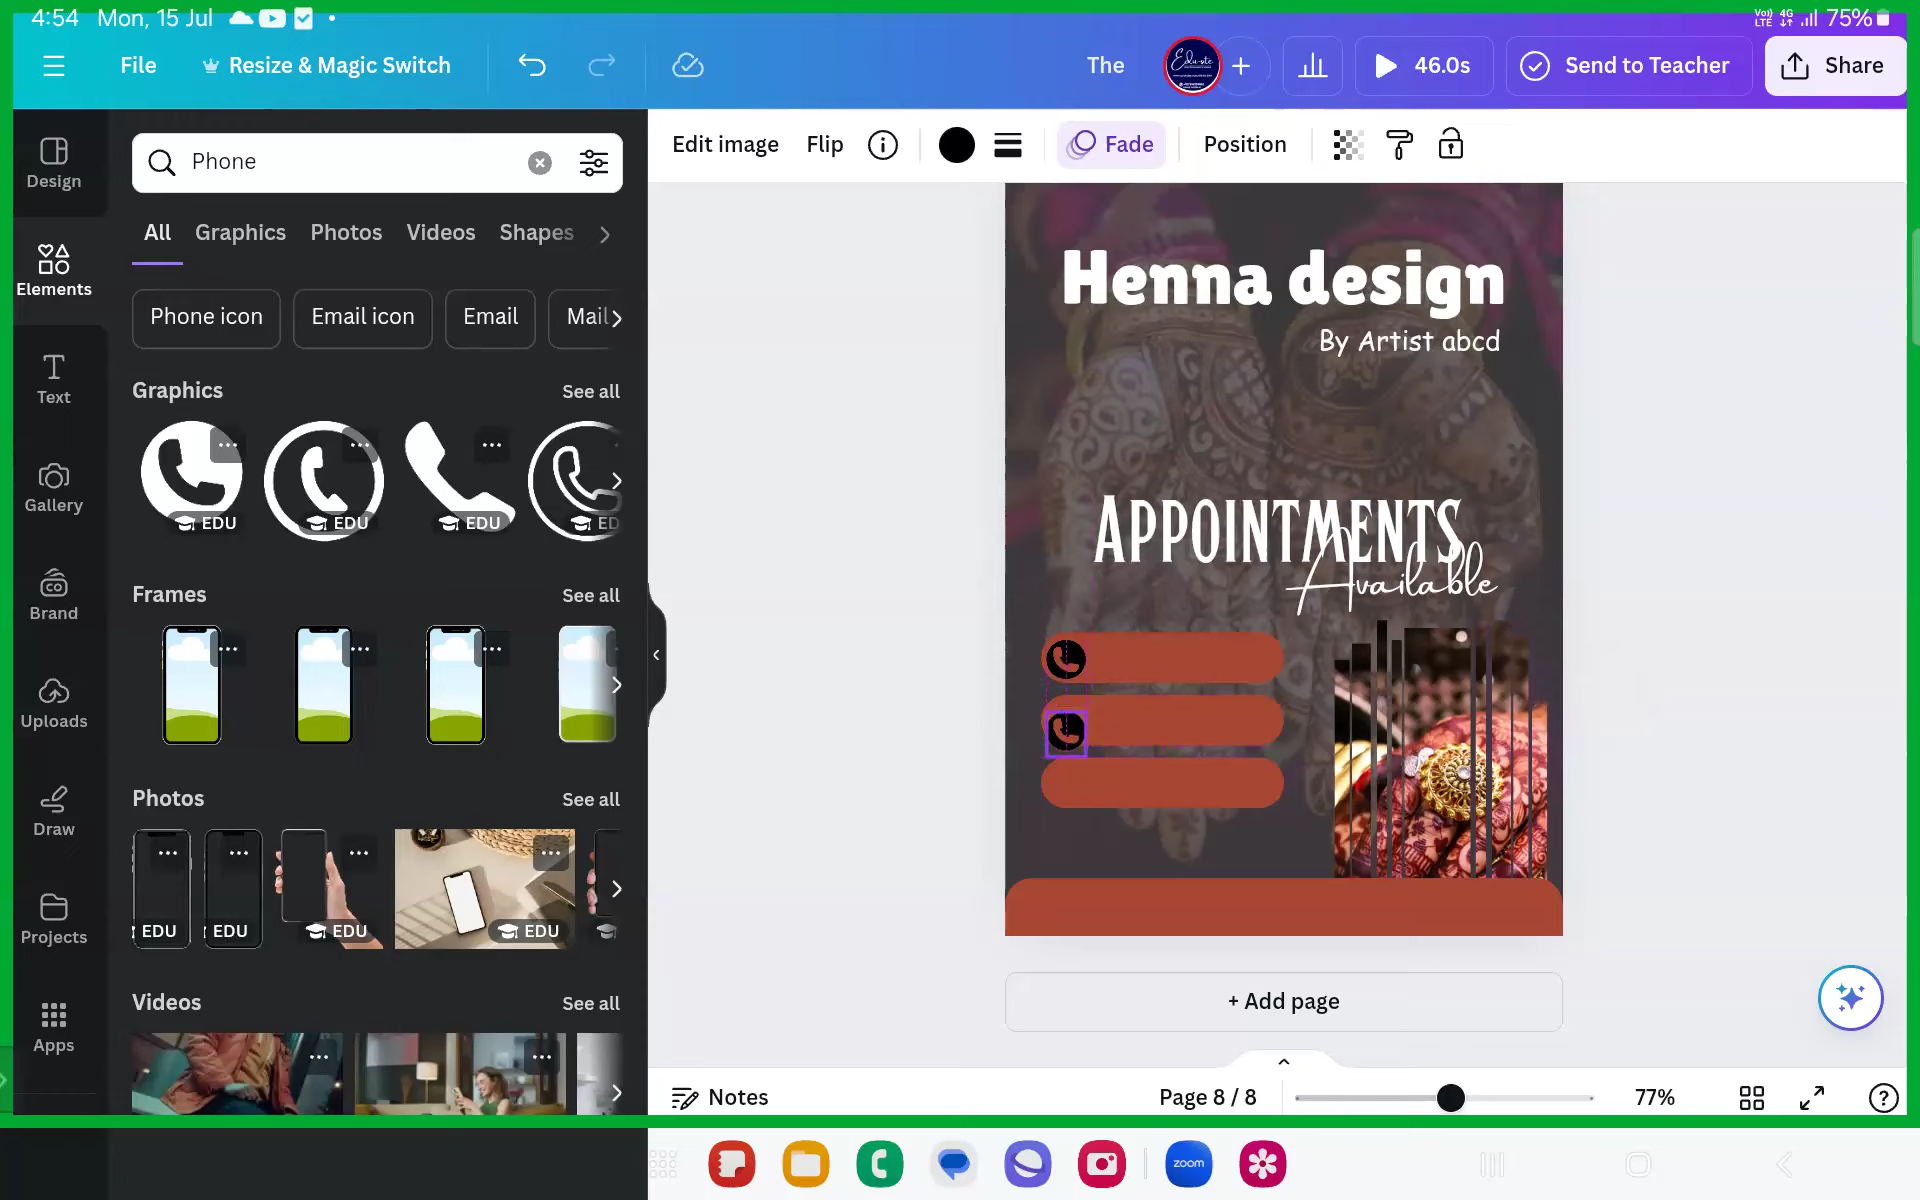 4:54 Mon, 15 Jul
Vo)) LTE 4G 75%
File
Resize & Magic Switch
The
46.0s
Send to Teacher
Share
Design
Elements
Text
Gallery
Brand
Uploads
Draw
Projects
Apps
Phone
All Graphics Photos Videos Shapes
Phone icon Email icon Email Mail
Graphics See all
EDU EDU EDU ED
Frames See all
Photos See all
EDU EDU EDU EDU
Videos See all
Edit image Flip Fade Position
Henna design
By Artist abcd
APPOINTMENTS
Available
+ Add page
Notes
Page 8 / 8
77%
zoom